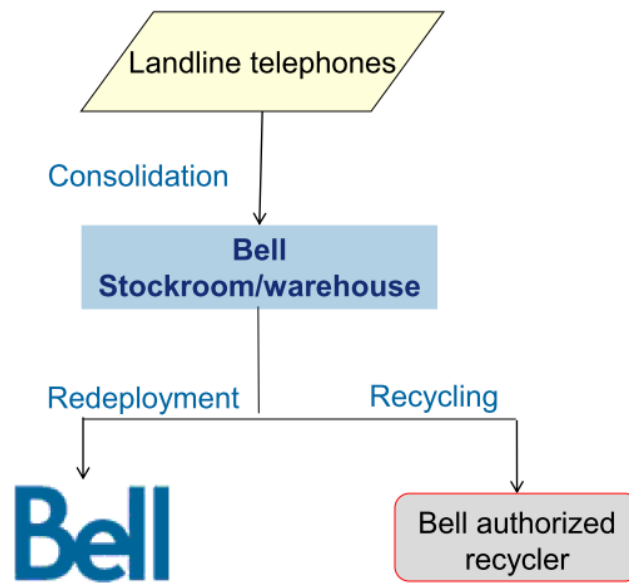 Landline telephones
Consolidation
Bell
Stockroom/warehouse
Redeployment
Recycling
Bell
Bell authorized
recycler